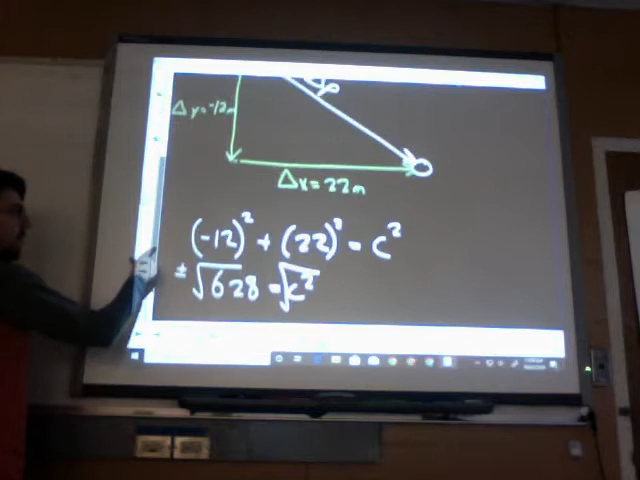 Δy=-12m
Δx=22m
(-12)² + (22)² = c²
±√628 = √c²